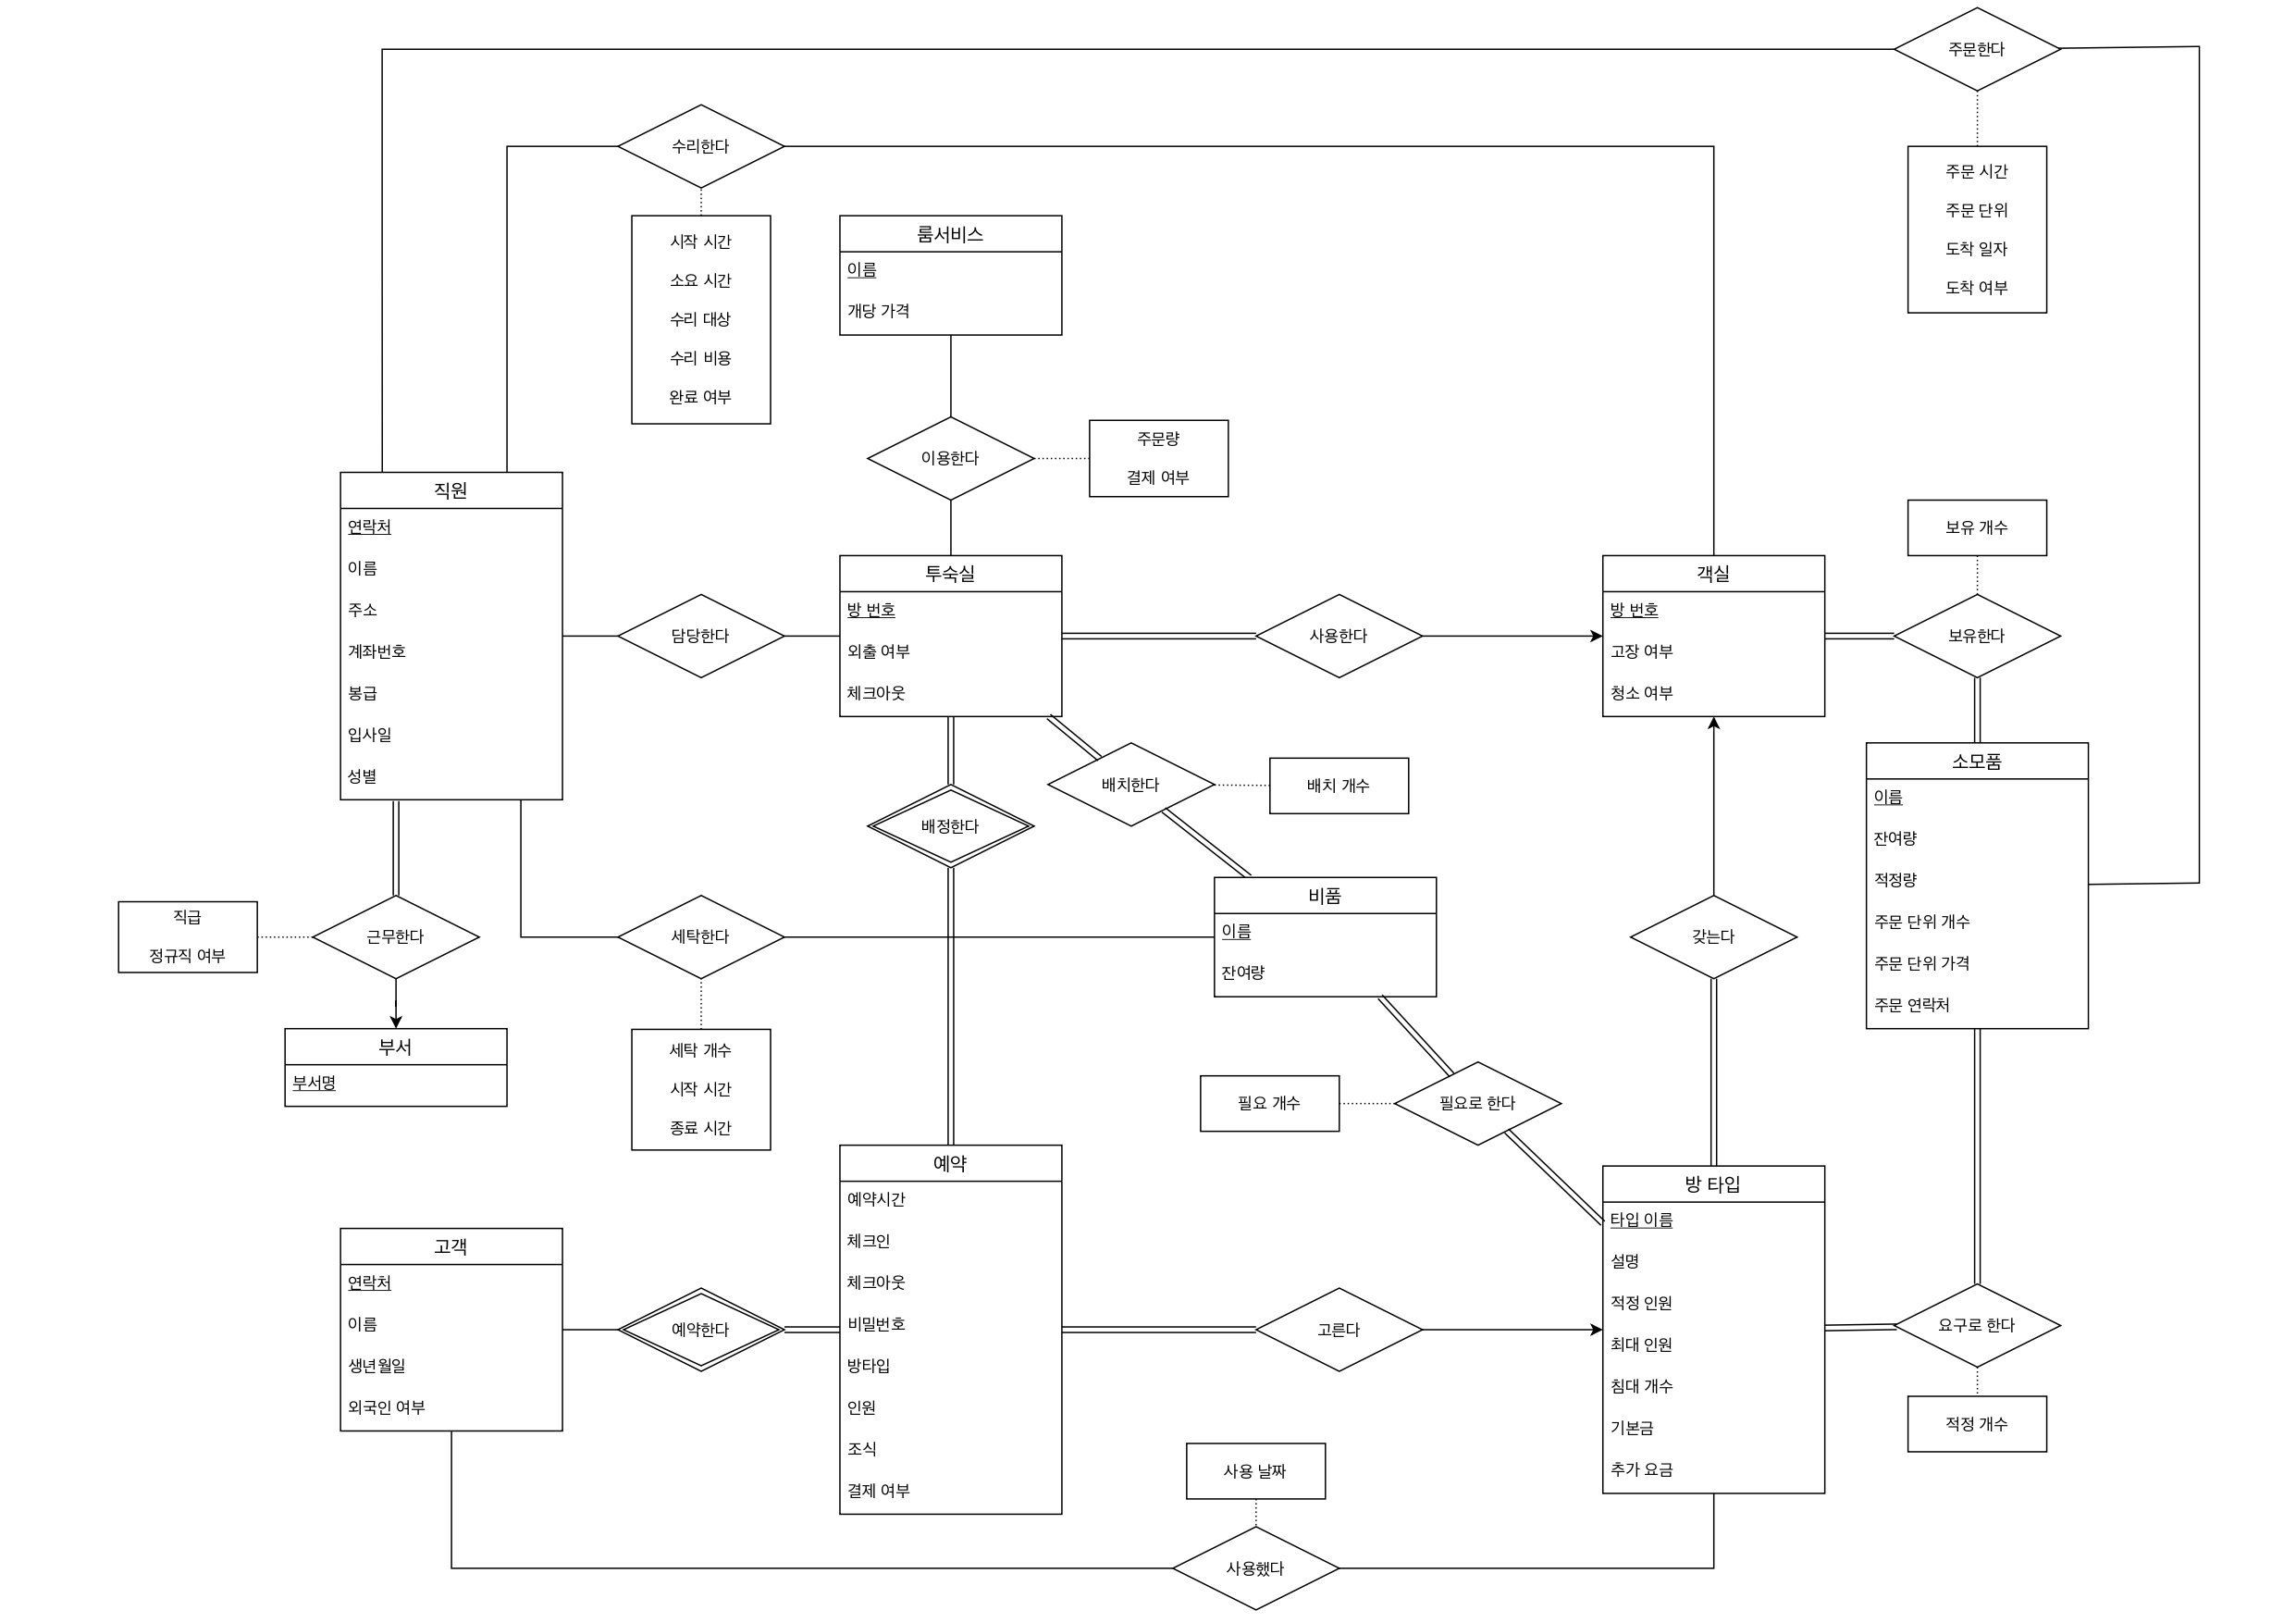 주문한다
주문 시간
주문 단위
도착 일자
도착 여부
수리한다
시작 시간
소요 시간
수리 대상
수리 비용
완료 여부
룸서비스
이름
개당 가격
이용한다
주문량
결제 여부
직원
연락처
이름
주소
계좌번호
봉급
입사일
성별
담당한다
투숙실
방 번호
외출 여부
체크아웃
사용한다
객실
방 번호
고장 여부
청소 여부
보유 개수
보유한다
소모품
이름
잔여량
적정량
주문 단위 개수
주문 단위 가격
주문 연락처
배치한다
배치 개수
배정한다
비품
이름
잔여량
직급
정규직 여부
근무한다
부서
부서명
세탁한다
세탁 개수
시작 시간
종료 시간
갖는다
필요 개수
필요로 한다
예약
예약시간
체크인
체크아웃
비밀번호
방타입
인원
조식
결제 여부
고객
연락처
이름
생년월일
외국인 여부
예약한다
고른다
방 타입
타입 이름
설명
적정 인원
최대 인원
침대 개수
기본금
추가 요금
요구로 한다
적정 개수
사용 날짜
사용했다